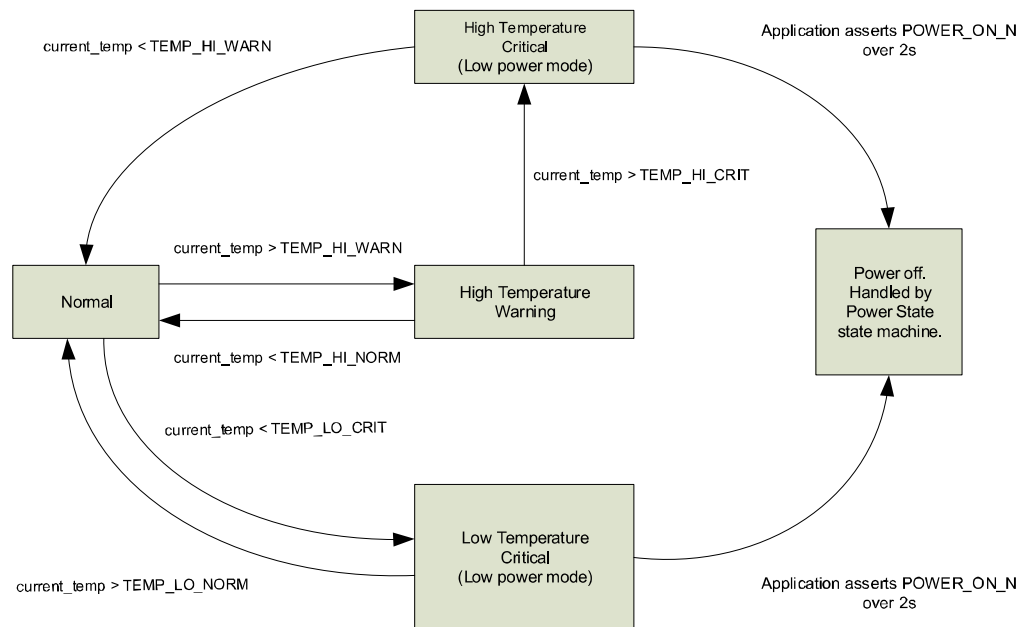 High Temperature
Critical
(Low power mode)
current_temp < TEMP_HI_WARN
Application asserts POWER_ON_N
over 2s
current_temp > TEMP_HI_CRIT
current_temp > TEMP_HI_WARN
Normal
High Temperature
Warning
Power off.
Handled by
Power State
state machine.
current_temp < TEMP_HI_NORM
current_temp < TEMP_LO_CRIT
Low Temperature
Critical
(Low power mode)
current_temp > TEMP_LO_NORM
Application asserts POWER_ON_N
over 2s